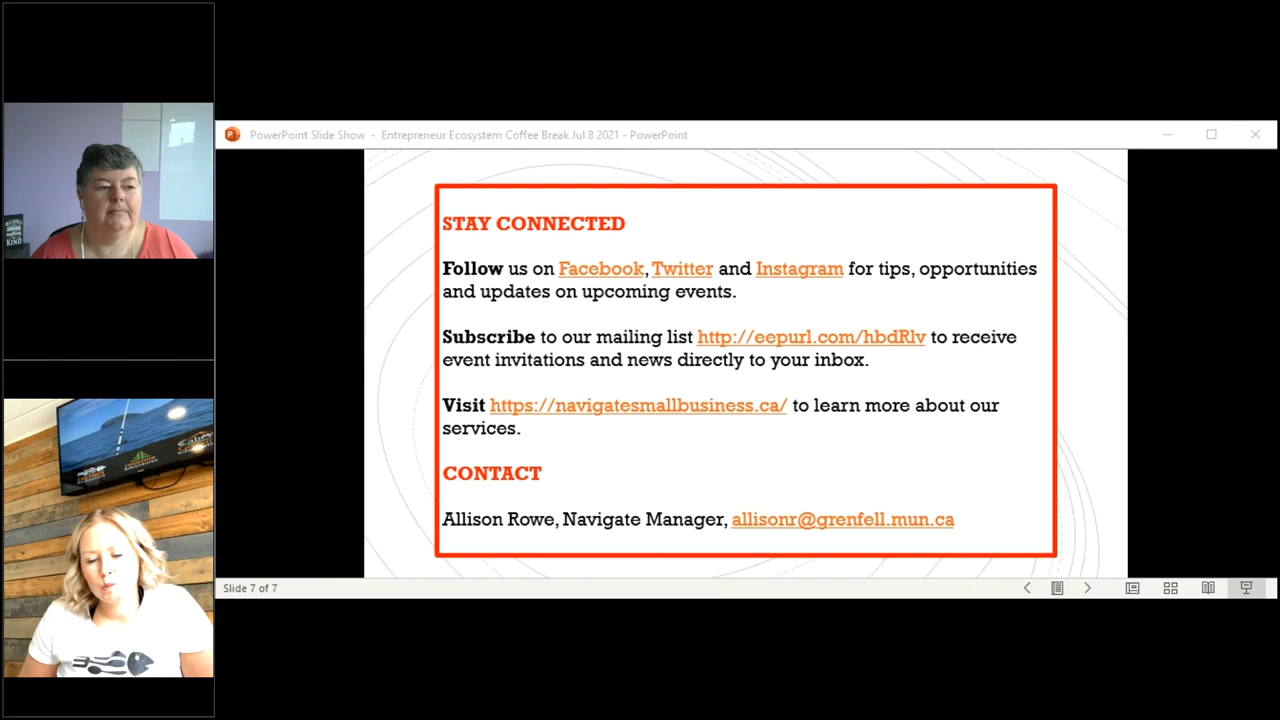 PowerPoint Slide Show - Entrepreneur Ecosystem Coffee Break Jul 8 2021 - PowerPoint
STAY CONNECTED
Follow us on Facebook, Twitter and Instagram for tips, opportunities
and updates on upcoming events.
Subscribe to our mailing list http://eepurl.com/hbdRlv to receive
event invitations and news directly to your inbox.
Visit https://navigatesmallbusiness.ca/ to learn more about our
services.
CONTACT
Allison Rowe, Navigate Manager, allisonr@grenfell.mun.ca
Slide 7 of 7
KIND